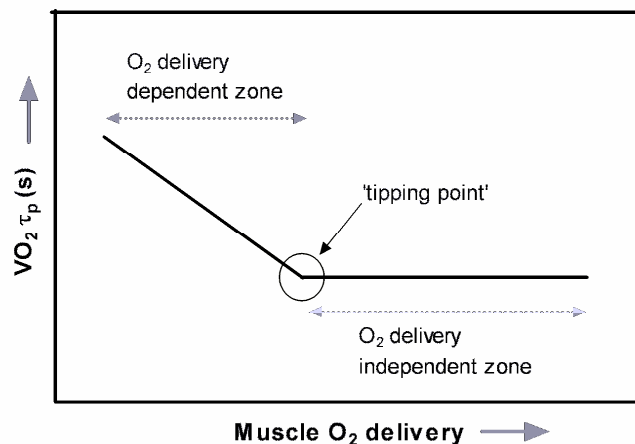 O₂ delivery
dependent zone
'tipping point'
O₂ delivery
independent zone
VO₂ τₚ (s)
Muscle O₂ delivery